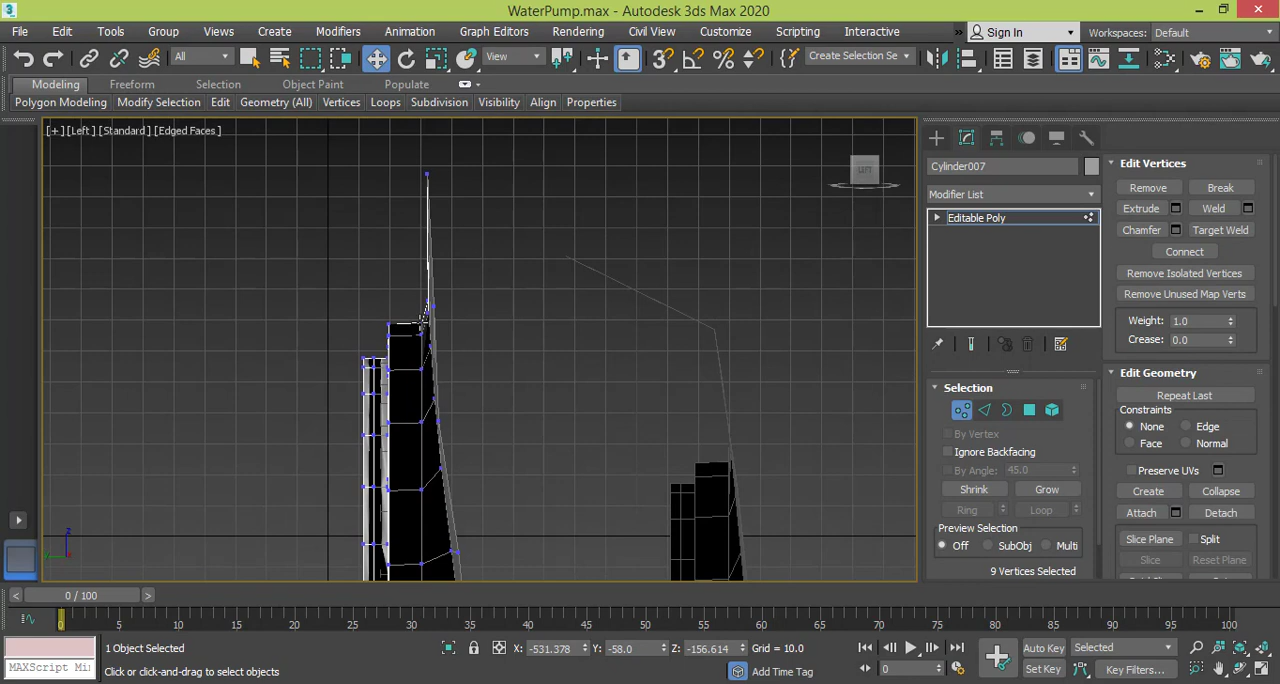 WaterPump.max - Autodesk 3ds Max 2020
File Edit Tools Group Views Create Modifiers Animation Graph Editors Rendering Civil View Customize Scripting Interactive » Sign In Workspaces: Default
All View Create Selection Se
Modeling Freeform Selection Object Paint Populate
Polygon Modeling Modify Selection Edit Geometry (All) Vertices Loops Subdivision Visibility Align Properties
[+] [Left] [Standard] [Edged Faces]
LEFT
Cylinder007
Modifier List
Editable Poly
Selection
By Vertex
Ignore Backfacing
By Angle: 45.0
Shrink Grow
Ring Loop
Preview Selection
Off SubObj Multi
9 Vertices Selected
Edit Vertices
Remove Break
Extrude Weld
Chamfer Target Weld
Connect
Remove Isolated Vertices
Remove Unused Map Verts
Weight: 1.0
Crease: 0.0
Edit Geometry
Repeat Last
Constraints
None Edge
Face Normal
Preserve UVs
Create Collapse
Attach Detach
Slice Plane Split
Slice Reset Plane
z
y x
< 0 / 100 >
0 5 10 15 20 25 30 35 40 45 50 55 60 65 70 75 80 85 90 95 100
1 Object Selected X: -531.378 Y: -58.0 Z: -156.614 Grid = 10.0 Auto Key Selected
MAXScript Mi Click or click-and-drag to select objects Add Time Tag 0 Set Key Key Filters...